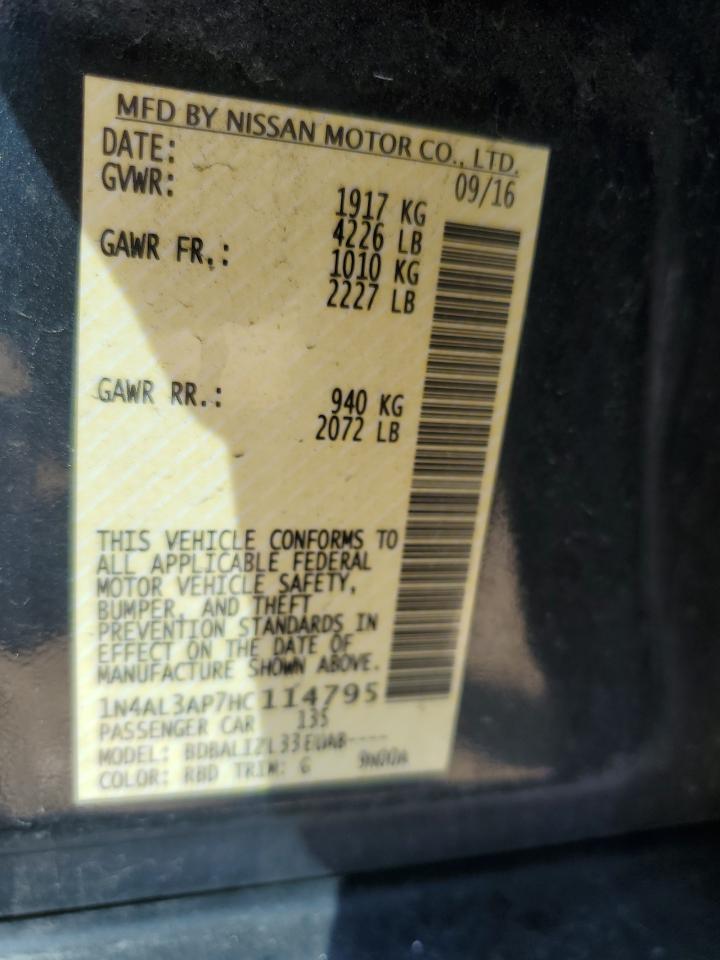 MFD BY NISSAN MOTOR CO., LTD.
DATE: 09/16
GVWR: 1917 KG
4226 LB
GAWR FR.: 1010 KG
2227 LB
GAWR RR.: 940 KG
2072 LB
THIS VEHICLE CONFORMS TO
ALL APPLICABLE FEDERAL
MOTOR VEHICLE SAFETY,
BUMPER, AND THEFT
PREVENTION STANDARDS IN
EFFECT ON THE DATE OF
MANUFACTURE SHOWN ABOVE.
1N4AL3AP7HC114795
PASSENGER CAR 135
MODEL:
COLOR: RBD TRIM: G